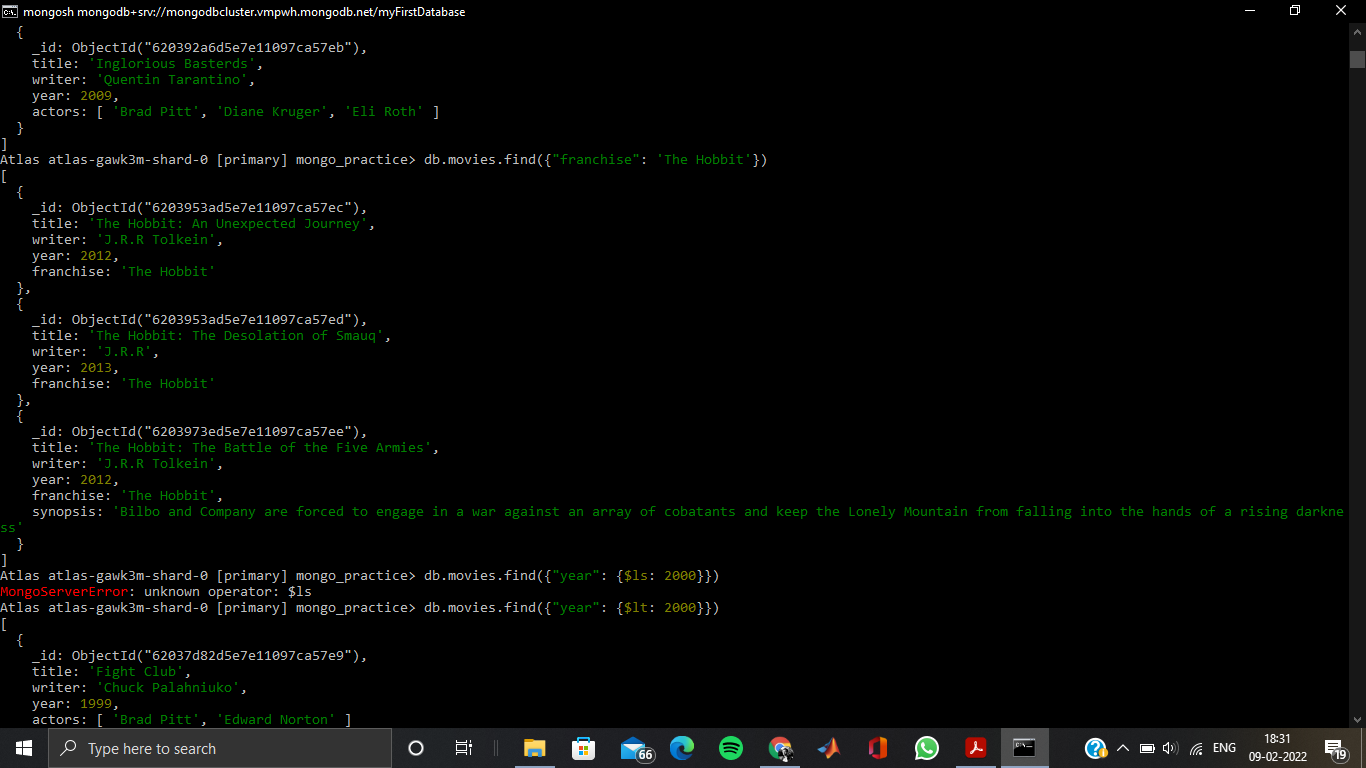 mongosh mongodb+srv://mongodbcluster.vmpwh.mongodb.net/myFirstDatabase
{
_id: ObjectId("620392a6d5e7e11097ca57eb"),
title: 'Inglorious Basterds',
writer: 'Quentin Tarantino',
year: 2009,
actors: [ 'Brad Pitt', 'Diane Kruger', 'Eli Roth' ]
}
]
Atlas atlas-gawk3m-shard-0 [primary] mongo_practice> db.movies.find({"franchise": 'The Hobbit'})
[
{
_id: ObjectId("6203953ad5e7e11097ca57ec"),
title: 'The Hobbit: An Unexpected Journey',
writer: 'J.R.R Tolkein',
year: 2012,
franchise: 'The Hobbit'
},
{
_id: ObjectId("6203953ad5e7e11097ca57ed"),
title: 'The Hobbit: The Desolation of Smauq',
writer: 'J.R.R',
year: 2013,
franchise: 'The Hobbit'
},
{
_id: ObjectId("6203973ed5e7e11097ca57ee"),
title: 'The Hobbit: The Battle of the Five Armies',
writer: 'J.R.R Tolkein',
year: 2012,
franchise: 'The Hobbit',
synopsis: 'Bilbo and Company are forced to engage in a war against an array of cobatants and keep the Lonely Mountain from falling into the hands of a rising darkne
ss'
}
]
Atlas atlas-gawk3m-shard-0 [primary] mongo_practice> db.movies.find({"year": {$ls: 2000}})
MongoServerError: unknown operator: $ls
Atlas atlas-gawk3m-shard-0 [primary] mongo_practice> db.movies.find({"year": {$lt: 2000}})
[
{
_id: ObjectId("62037d82d5e7e11097ca57e9"),
title: 'Fight Club',
writer: 'Chuck Palahniuko',
year: 1999,
actors: [ 'Brad Pitt', 'Edward Norton' ]
Type here to search
66
ENG
18:31
09-02-2022
19